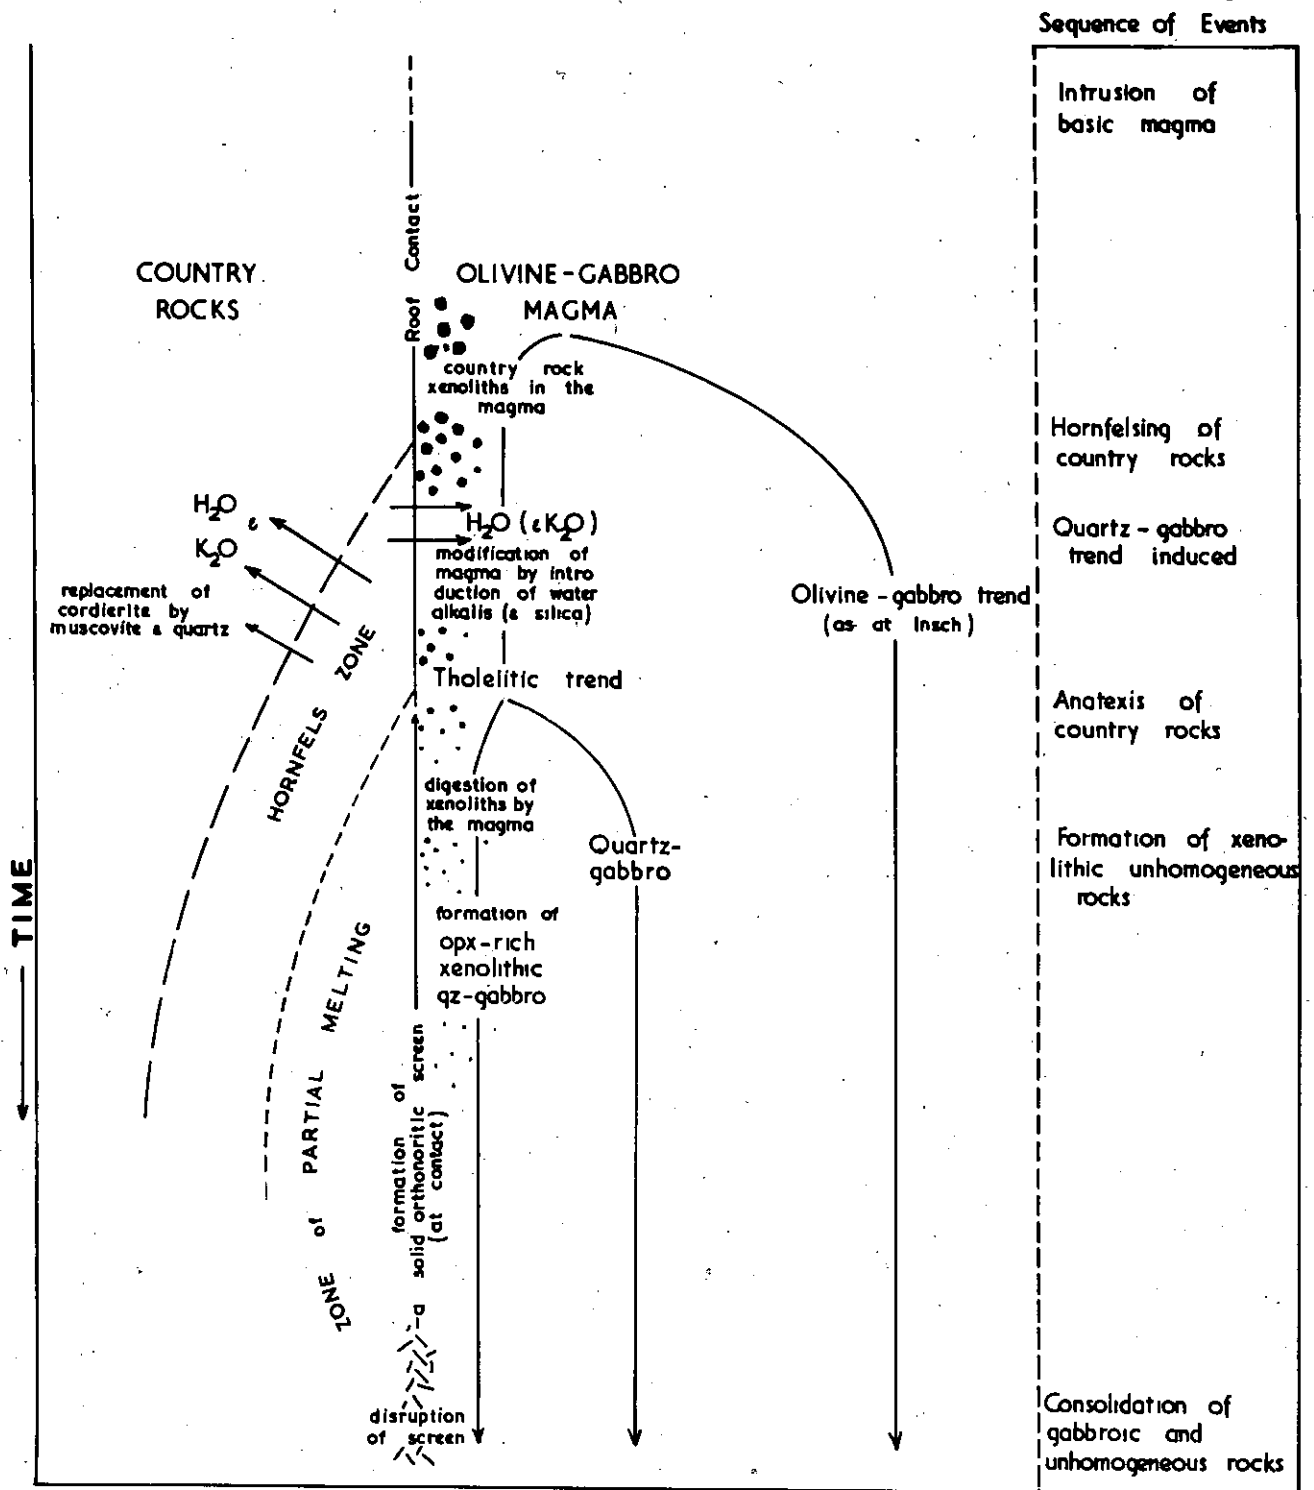 Sequence of Events
Intrusion of
basic magma
Hornfelsing of
country rocks
Quartz-gabbro
trend induced
Anatexis of
country rocks
Formation of xeno-
lithic unhomogeneous
rocks
Consolidation of
gabbroic and
unhomogeneous rocks
TIME
COUNTRY
ROCKS
Roof Contact
OLIVINE-GABBRO
MAGMA
country rock
xenoliths in the
magma
H2O &
K2O
replacement of
cordierite by
muscovite & quartz
H2O (& K2O)
modification of
magma by intro
duction of water
alkalis (& silica)
Olivine-gabbro trend
(as at Insch)
HORNFELS ZONE
Tholelitic trend
digestion of
xenoliths by
the magma
Quartz-
gabbro
formation of
opx-rich
xenolithic
qz-gabbro
ZONE of PARTIAL MELTING
formation of
-a solid orthonoritic screen
(at contact)
disruption
of screen